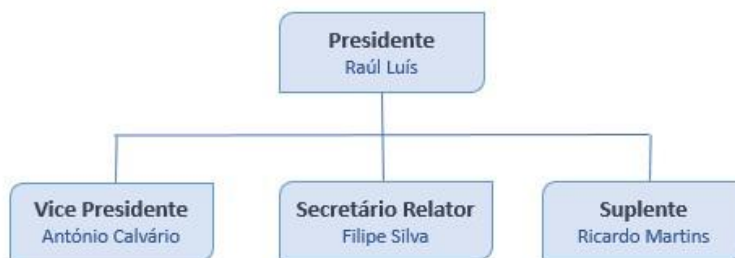 Presidente
Raúl Luís
Vice Presidente
António Calvário
Secretário Relator
Filipe Silva
Suplente
Ricardo Martins